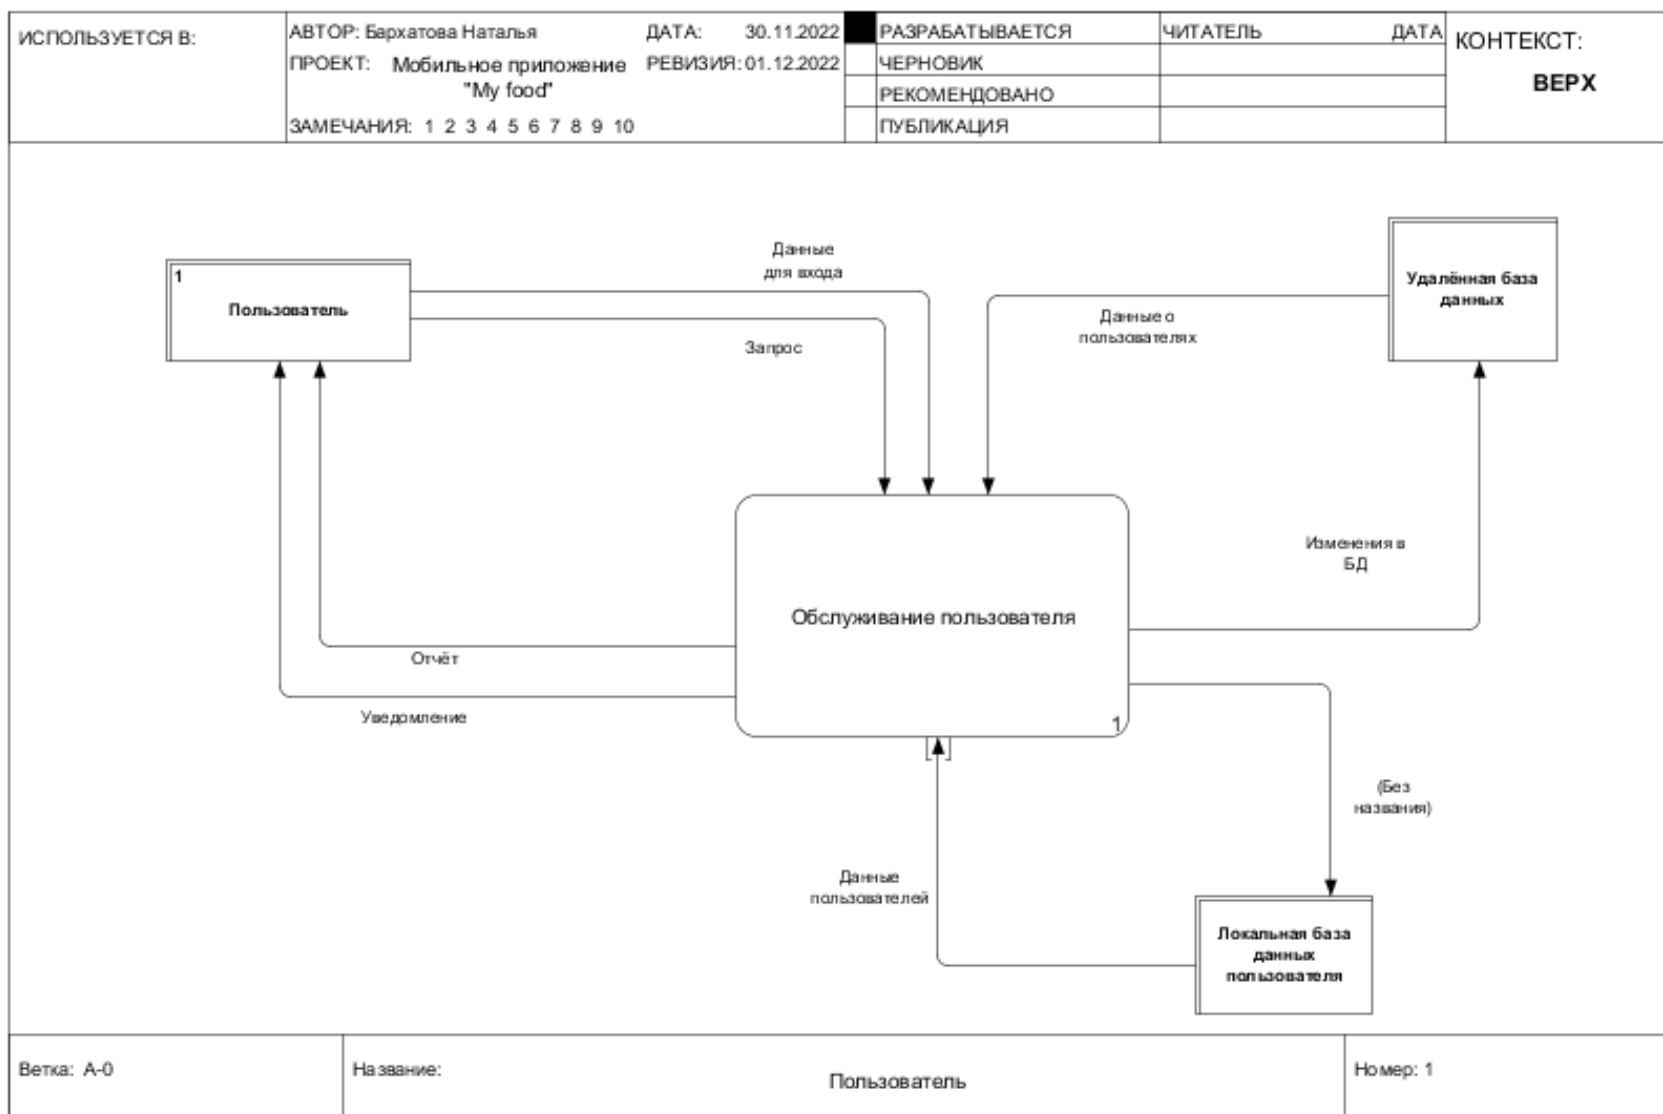 ИСПОЛЬЗУЕТСЯ В:
АВТОР: Бархатова Наталья
ДАТА: 30.11.2022
ПРОЕКТ: Мобильное приложение
"My food"
РЕВИЗИЯ: 01.12.2022
ЗАМЕЧАНИЯ: 1 2 3 4 5 6 7 8 9 10
РАЗРАБАТЫВАЕТСЯ
ЧЕРНОВИК
РЕКОМЕНДОВАНО
ПУБЛИКАЦИЯ
ЧИТАТЕЛЬ
ДАТА
КОНТЕКСТ:
ВЕРХ
1
Пользователь
Данные
для входа
Запрос
Данные о
пользователях
Удалённая база
данных
Изменения в
БД
Обслуживание пользователя
1
Отчёт
Уведомление
(Без
названия)
Данные
пользователей
Локальная база
данных
пользователя
Ветка: А-0
Название:
Пользователь
Номер: 1